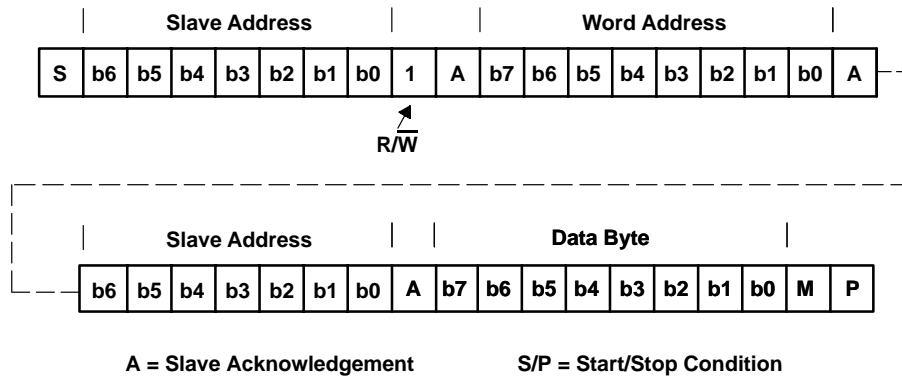 Slave Address Word Address
S b6 b5 b4 b3 b2 b1 b0 1 A b7 b6 b5 b4 b3 b2 b1 b0 A
R/W̅
Slave Address Data Byte
b6 b5 b4 b3 b2 b1 b0 A b7 b6 b5 b4 b3 b2 b1 b0 M P
A = Slave Acknowledgement S/P = Start/Stop Condition